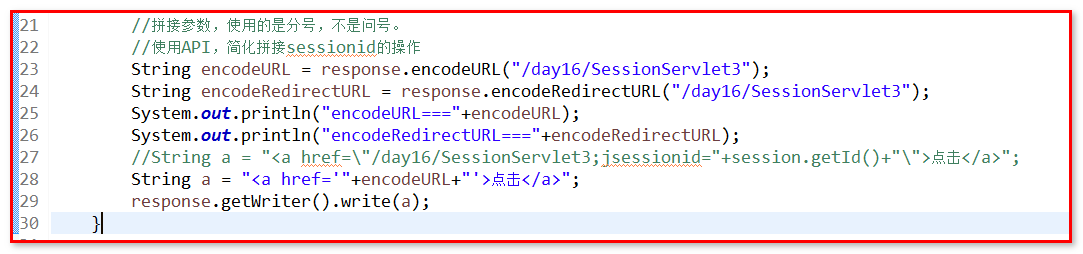 21 //拼接参数，使用的是分号，不是问号。
22 //使用API，简化拼接sessionid的操作
23 String encodeURL = response.encodeURL("/day16/SessionServlet3");
24 String encodeRedirectURL = response.encodeRedirectURL("/day16/SessionServlet3");
25 System.out.println("encodeURL==="+encodeURL);
26 System.out.println("encodeRedirectURL==="+encodeRedirectURL);
27 //String a = "<a href=\"/day16/SessionServlet3;jsessionid="+session.getId()+"\">点击</a>";
28 String a = "<a href='"+encodeURL+"'>点击</a>";
29 response.getWriter().write(a);
30 }